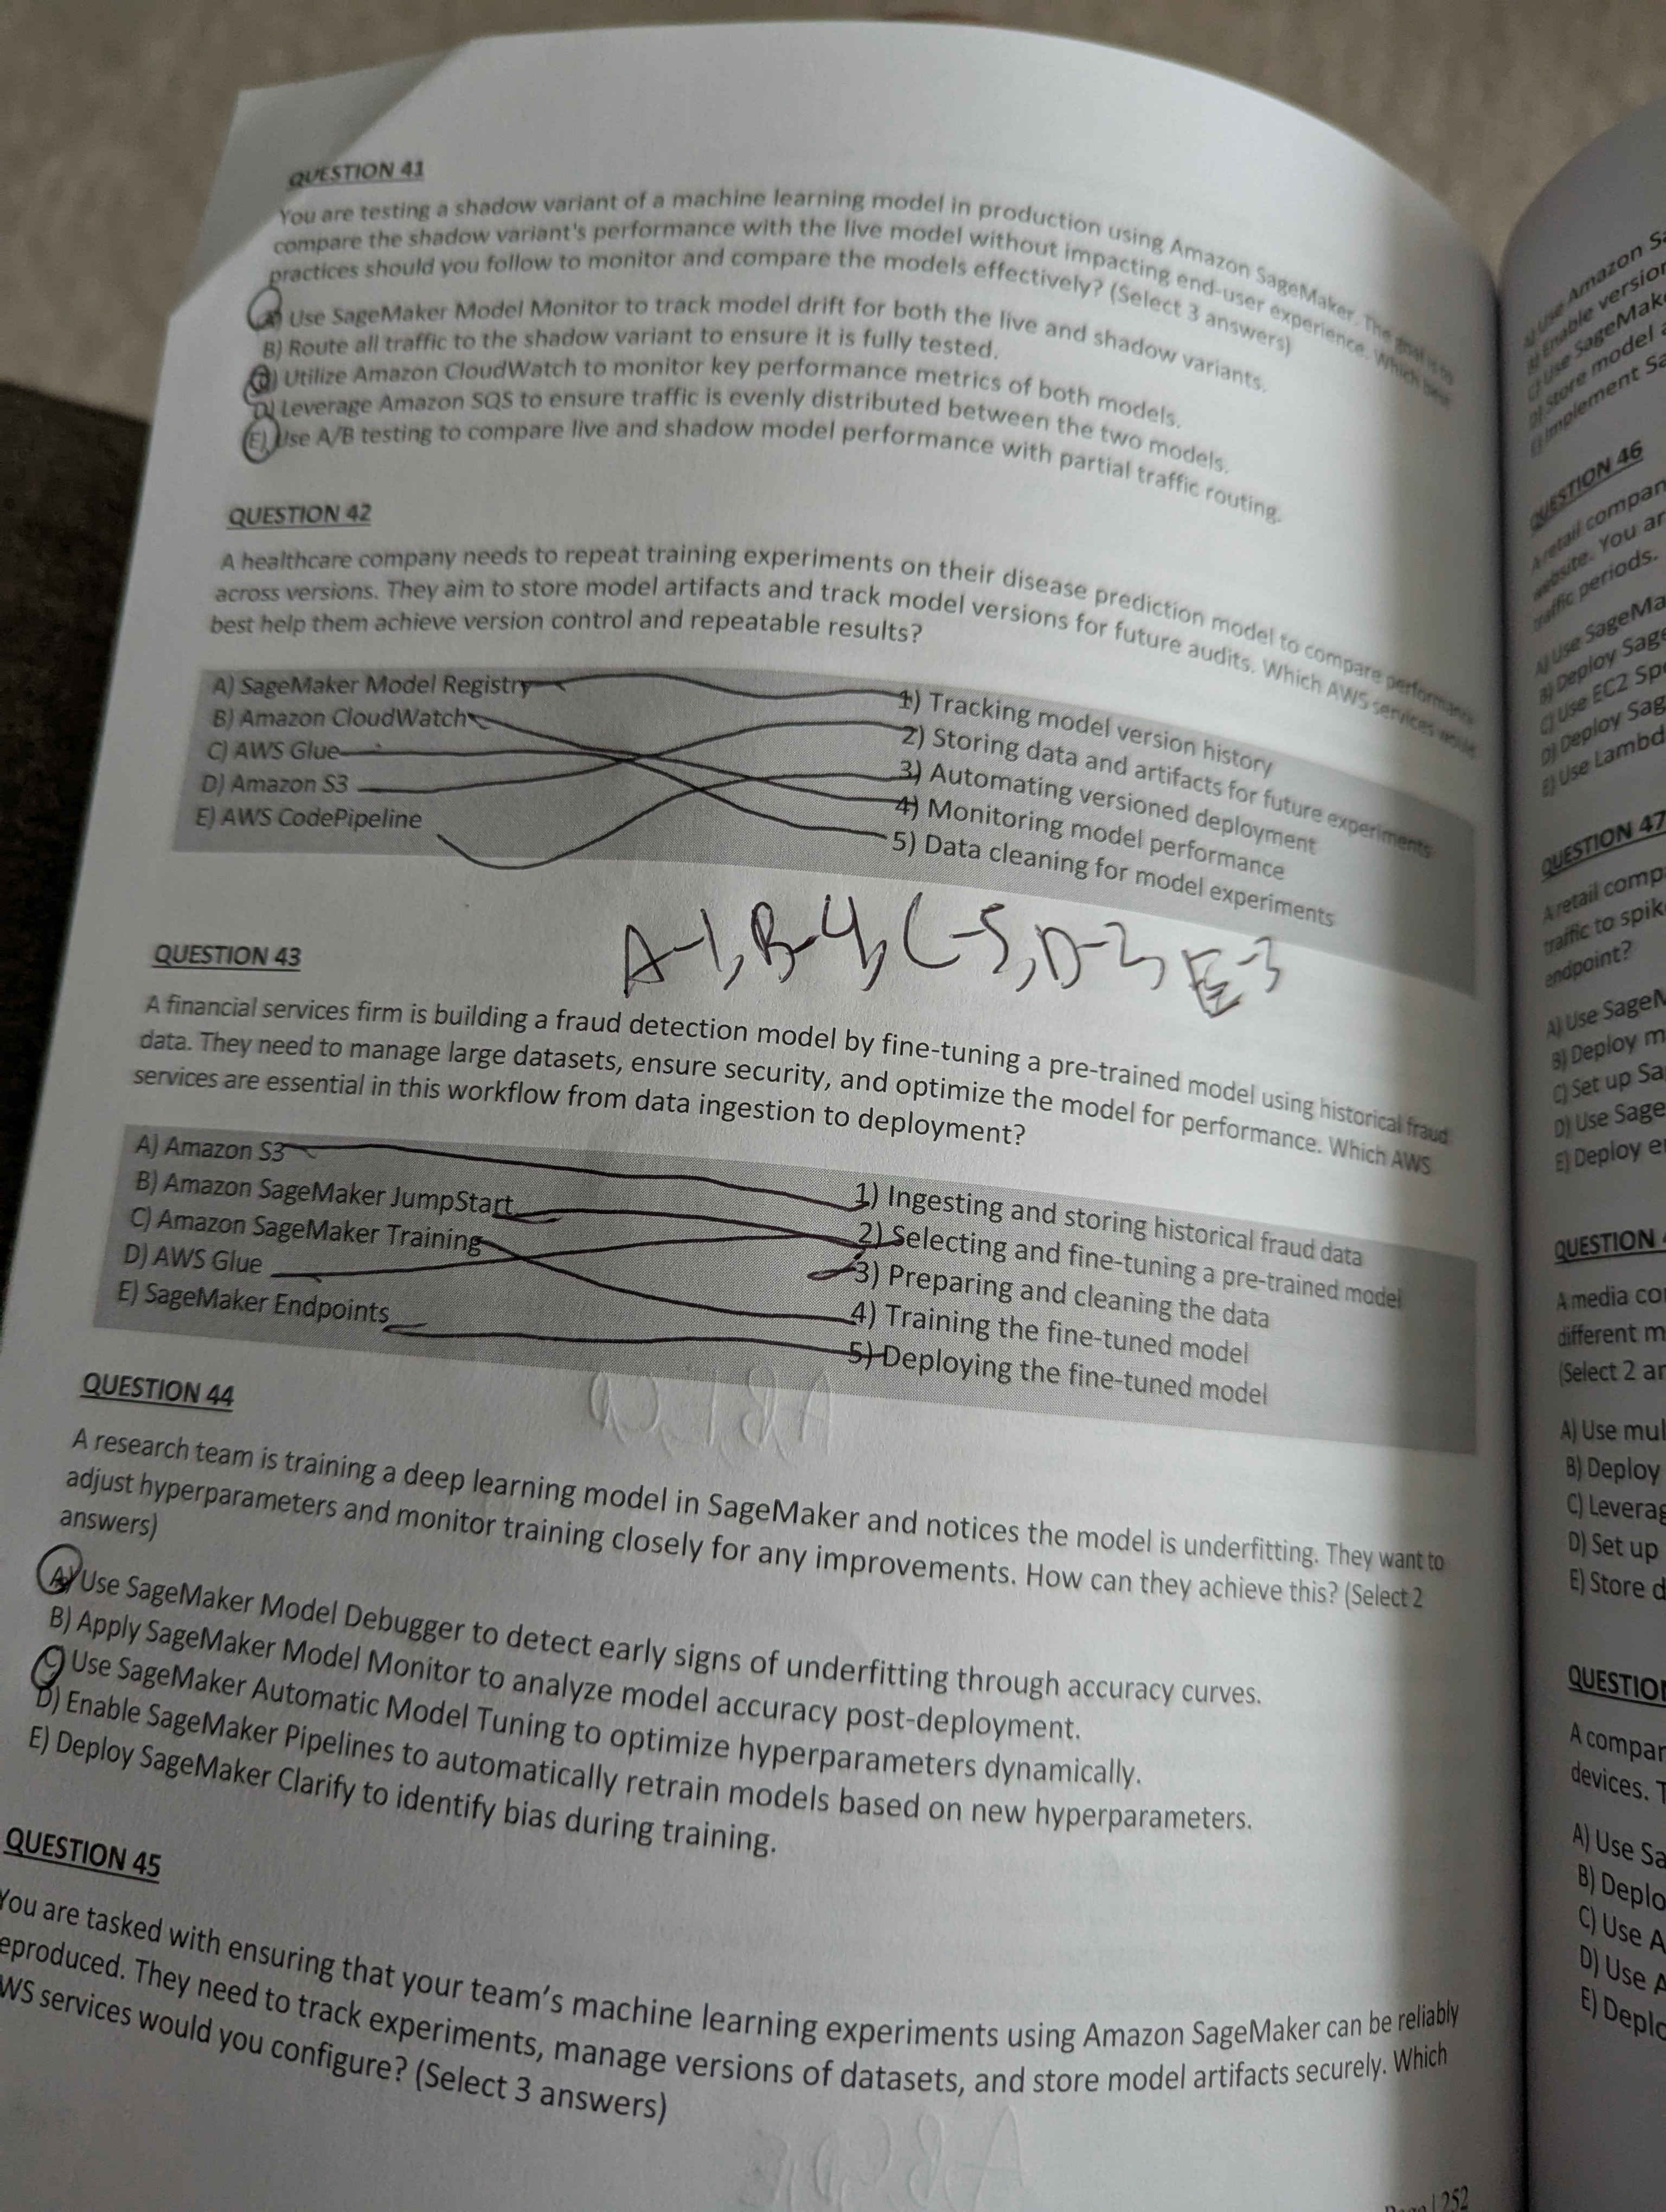 QUESTION 41
You are testing a shadow variant of a machine learning model in production using Amazon SageMaker. The goal is to
compare the shadow variant's performance with the live model without impacting end-user experience. Which best
practices should you follow to monitor and compare the models effectively? (Select 3 answers)
A) Use SageMaker Model Monitor to track model drift for both the live and shadow variants.
B) Route all traffic to the shadow variant to ensure it is fully tested.
C) Utilize Amazon CloudWatch to monitor key performance metrics of both models.
D) Leverage Amazon SQS to ensure traffic is evenly distributed between the two models.
E) Use A/B testing to compare live and shadow model performance with partial traffic routing.
QUESTION 42
A healthcare company needs to repeat training experiments on their disease prediction model to compare performance
across versions. They aim to store model artifacts and track model versions for future audits. Which AWS services would
best help them achieve version control and repeatable results?
A) SageMaker Model Registry
B) Amazon CloudWatch
C) AWS Glue
D) Amazon S3
E) AWS CodePipeline
1) Tracking model version history
2) Storing data and artifacts for future experiments
3) Automating versioned deployment
4) Monitoring model performance
5) Data cleaning for model experiments
A-1, B-4, C-5, D-2, E-3
QUESTION 43
A financial services firm is building a fraud detection model by fine-tuning a pre-trained model using historical fraud
data. They need to manage large datasets, ensure security, and optimize the model for performance. Which AWS
services are essential in this workflow from data ingestion to deployment?
A) Amazon S3
B) Amazon SageMaker JumpStart
C) Amazon SageMaker Training
D) AWS Glue
E) SageMaker Endpoints
1) Ingesting and storing historical fraud data
2) Selecting and fine-tuning a pre-trained model
3) Preparing and cleaning the data
4) Training the fine-tuned model
5) Deploying the fine-tuned model
QUESTION 44
A research team is training a deep learning model in SageMaker and notices the model is underfitting. They want to
adjust hyperparameters and monitor training closely for any improvements. How can they achieve this? (Select 2
answers)
A) Use SageMaker Model Debugger to detect early signs of underfitting through accuracy curves.
B) Apply SageMaker Model Monitor to analyze model accuracy post-deployment.
C) Use SageMaker Automatic Model Tuning to optimize hyperparameters dynamically.
D) Enable SageMaker Pipelines to automatically retrain models based on new hyperparameters.
E) Deploy SageMaker Clarify to identify bias during training.
QUESTION 45
You are tasked with ensuring that your team's machine learning experiments using Amazon SageMaker can be reliably
eproduced. They need to track experiments, manage versions of datasets, and store model artifacts securely. Which
WS services would you configure? (Select 3 answers)
252
A) Use Amazon Sa
B) Enable version
C) Use SageMake
D) Store model a
E) Implement Sa
QUESTION 46
A retail compan
website. You ar
traffic periods.
A) Use SageMa
B) Deploy Sage
C) Use EC2 Spo
D) Deploy Sag
E) Use Lambd
QUESTION 47
A retail comp
traffic to spik
endpoint?
A) Use SageM
B) Deploy m
C) Set up Sa
D) Use Sage
E) Deploy e
QUESTION
A media co
different m
(Select 2 an
A) Use mul
B) Deploy
C) Leverag
D) Set up
E) Store d
QUESTIO
A compan
devices. T
A) Use Sa
B) Deplo
C) Use A
D) Use A
E) Deplo